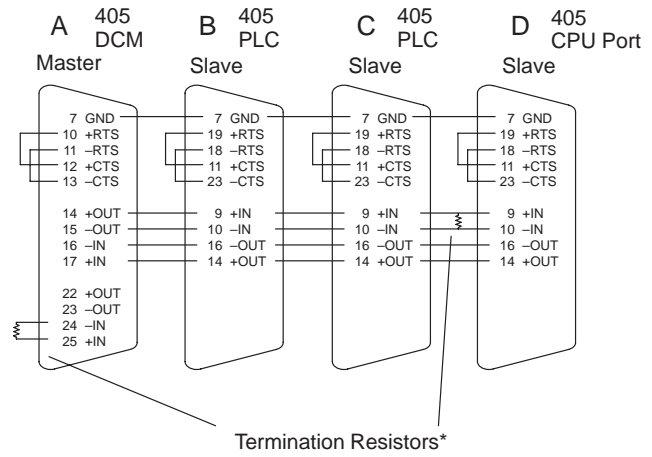 A 405 DCM Master
B 405 PLC Slave
C 405 PLC Slave
D 405 CPU Port Slave
7 GND
10 +RTS
11 –RTS
12 +CTS
13 –CTS
14 +OUT
15 –OUT
16 –IN
17 +IN
22 +OUT
23 –OUT
24 –IN
25 +IN
7 GND
19 +RTS
18 –RTS
11 +CTS
23 –CTS
9 +IN
10 –IN
16 –OUT
14 +OUT
7 GND
19 +RTS
18 –RTS
11 +CTS
23 –CTS
9 +IN
10 –IN
16 –OUT
14 +OUT
7 GND
19 +RTS
18 –RTS
11 +CTS
23 –CTS
9 +IN
10 –IN
16 –OUT
14 +OUT
Termination Resistors*